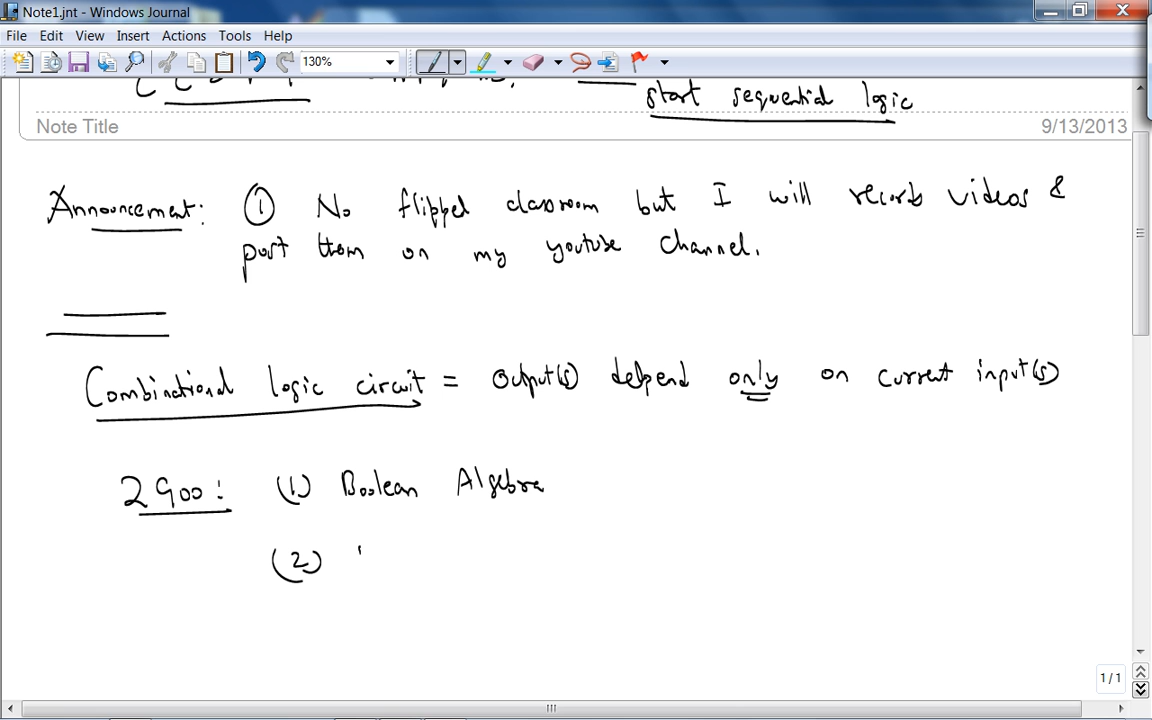 Note1.jnt - Windows Journal
File Edit View Insert Actions Tools Help
130%
start sequential logic
Note Title
9/13/2013
Announcement: (1) No flipped classroom but I will record videos &
post them on my youtube channel.
Combinational logic circuit = output(s) depend only on current input(s)
2900: (1) Boolean Algebra
(2)
1/1